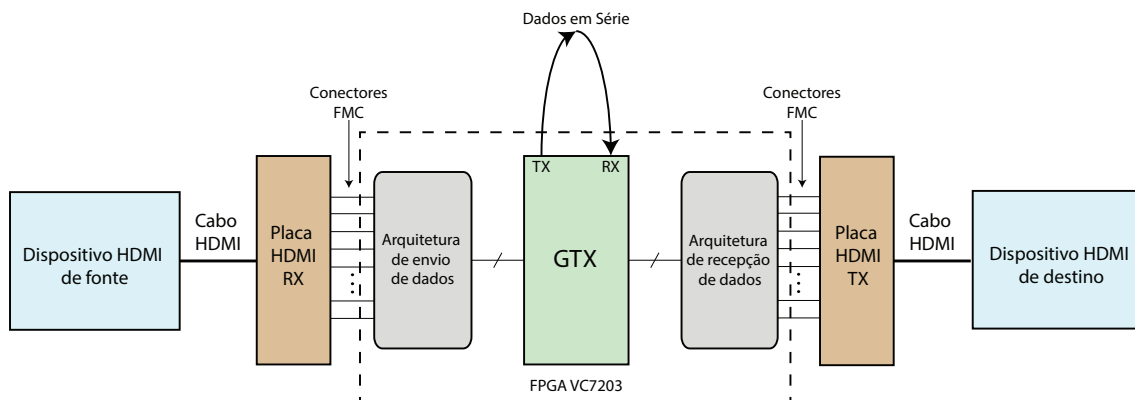 Dados em Série
Conectores
FMC
Conectores
FMC
TX
RX
Dispositivo HDMI
de fonte
Cabo
HDMI
Placa
HDMI
RX
Arquitetura
de envio
de dados
GTX
Arquitetura
de recepção
de dados
Placa
HDMI
TX
Cabo
HDMI
Dispositivo HDMI
de destino
FPGA VC7203